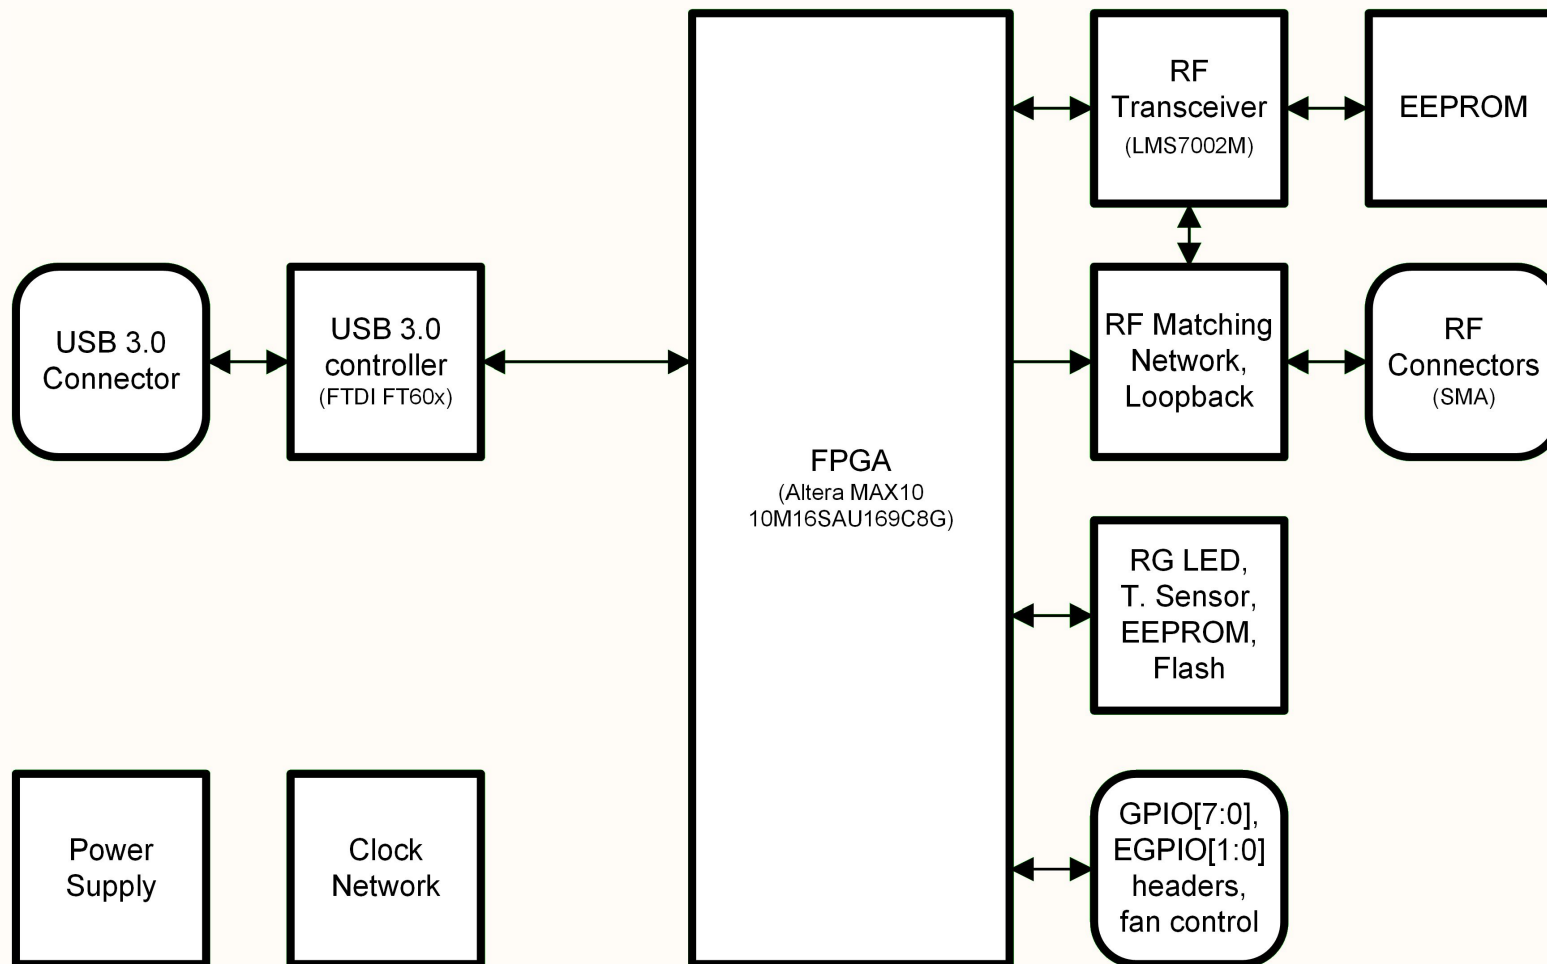 RF
Transceiver
(LMS7002M)
EEPROM
USB 3.0
Connector
USB 3.0
controller
(FTDI FT60x)
RF Matching
Network,
Loopback
RF
Connectors
(SMA)
FPGA
(Altera MAX10
10M16SAU169C8G)
RG LED,
T. Sensor,
EEPROM,
Flash
Power
Supply
Clock
Network
GPIO[7:0],
EGPIO[1:0]
headers,
fan control